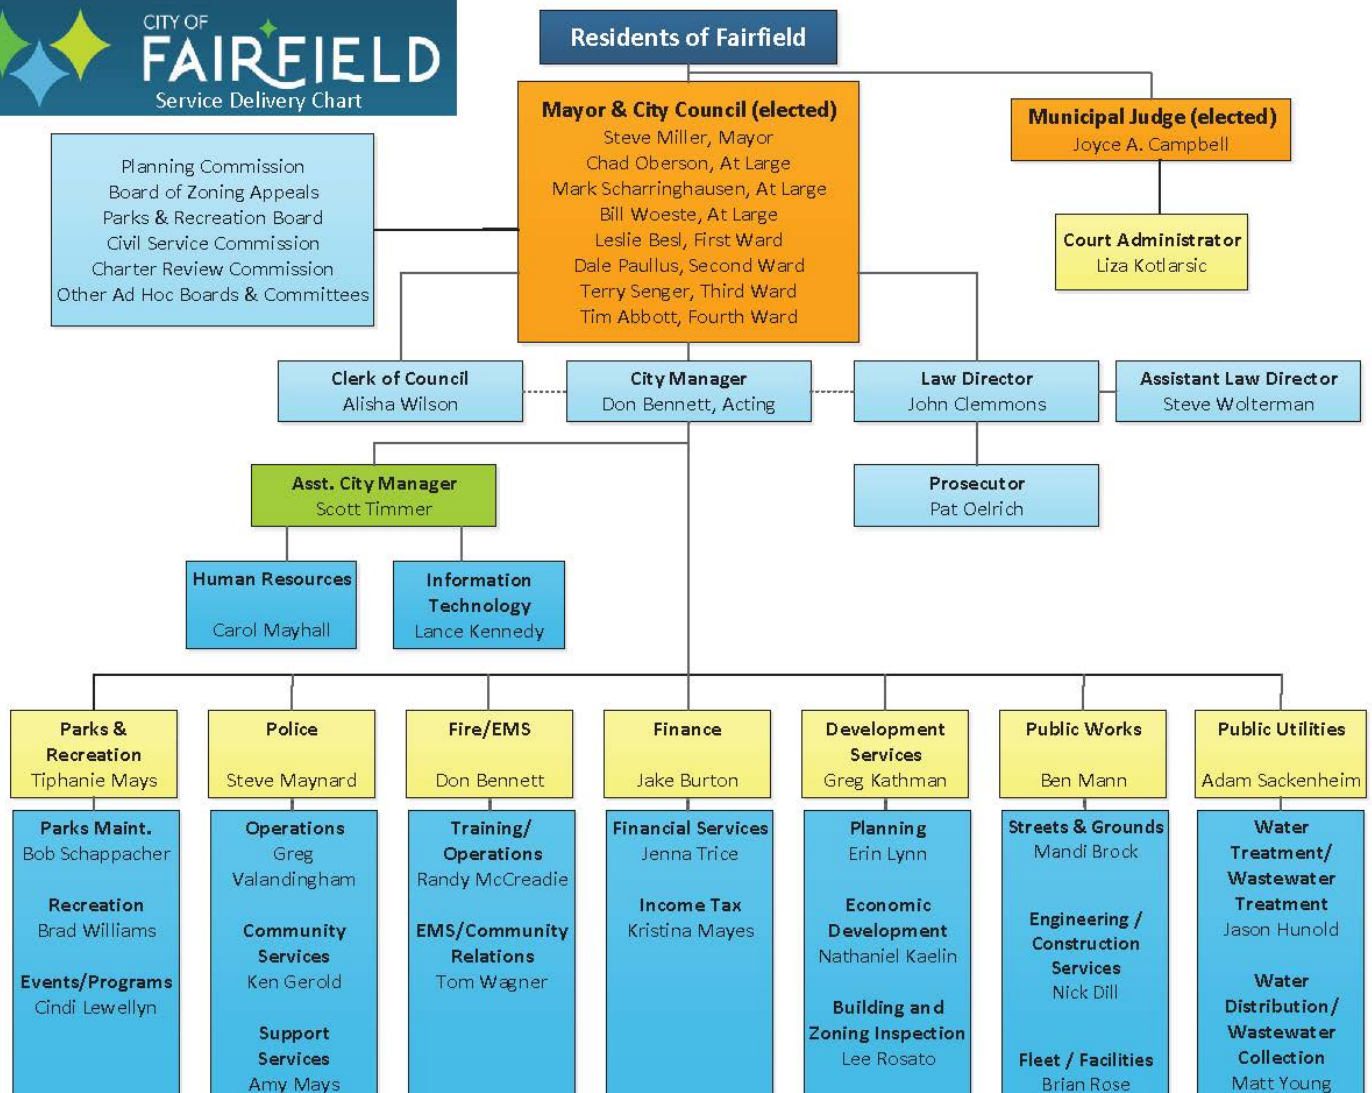 CITY OF
FAIRFIELD
Service Delivery Chart
Residents of Fairfield
Mayor & City Council (elected)
Steve Miller, Mayor
Chad Oberson, At Large
Mark Scharringhausen, At Large
Bill Woeste, At Large
Leslie Besl, First Ward
Dale Paullus, Second Ward
Terry Senger, Third Ward
Tim Abbott, Fourth Ward
Municipal Judge (elected)
Joyce A. Campbell
Court Administrator
Liza Kotlarsic
Planning Commission
Board of Zoning Appeals
Parks & Recreation Board
Civil Service Commission
Charter Review Commission
Other Ad Hoc Boards & Committees
Clerk of Council
Alisha Wilson
City Manager
Don Bennett, Acting
Law Director
John Clemmons
Assistant Law Director
Steve Wolterman
Asst. City Manager
Scott Timmer
Prosecutor
Pat Oelrich
Human Resources
Carol Mayhall
Information
Technology
Lance Kennedy
Parks &
Recreation
Tiphanie Mays
Parks Maint.
Bob Schappacher
Recreation
Brad Williams
Events/Programs
Cindi Lewellyn
Police
Steve Maynard
Operations
Greg
Valandingham
Community
Services
Ken Gerold
Support
Services
Amy Mays
Fire/EMS
Don Bennett
Training/
Operations
Randy McCreadie
EMS/Community
Relations
Tom Wagner
Finance
Jake Burton
Financial Services
Jenna Trice
Income Tax
Kristina Mayes
Development
Services
Greg Kathman
Planning
Erin Lynn
Economic
Development
Nathaniel Kaelin
Building and
Zoning Inspection
Lee Rosato
Public Works
Ben Mann
Streets & Grounds
Mandi Brock
Engineering /
Construction
Services
Nick Dill
Fleet / Facilities
Brian Rose
Public Utilities
Adam Sackenheim
Water
Treatment/
Wastewater
Treatment
Jason Hunold
Water
Distribution/
Wastewater
Collection
Matt Young